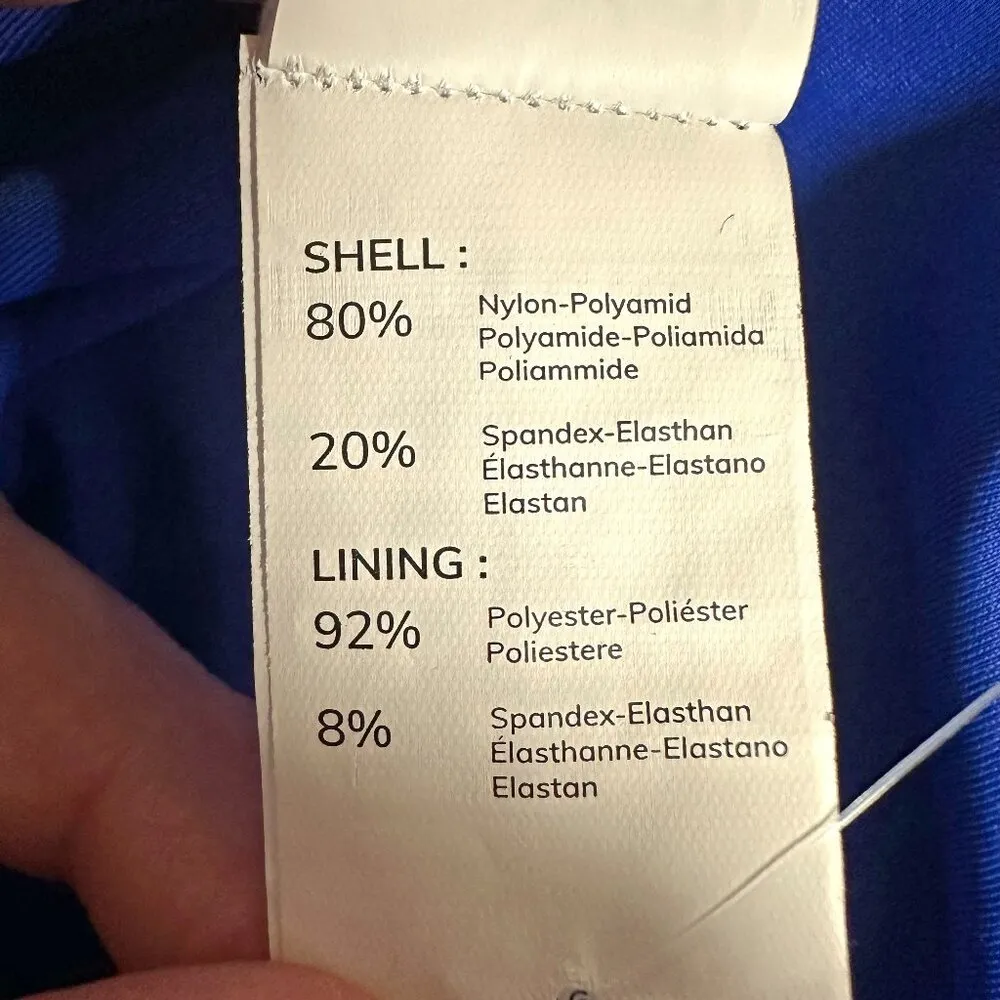 SHELL :
80% Nylon-Polyamid
Polyamide-Poliamida
Poliammide
20% Spandex-Elasthan
Élasthanne-Elastano
Elastan
LINING :
92% Polyester-Poliéster
Poliestere
8% Spandex-Elasthan
Élasthanne-Elastano
Elastan